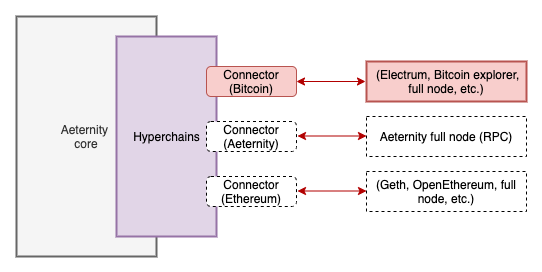 Aeternity
core
Hyperchains
Connector
(Bitcoin)
(Electrum, Bitcoin explorer,
full node, etc.)
Connector
(Aeternity)
Aeternity full node (RPC)
Connector
(Ethereum)
(Geth, OpenEthereum, full
node, etc.)